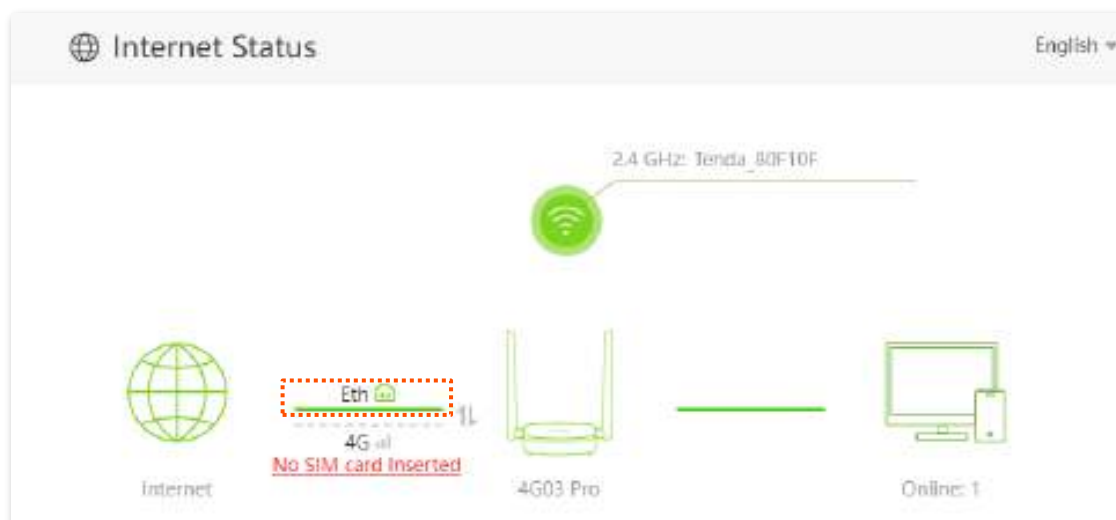 Internet Status
English
2.4 GHz: Tenda_80F10F
Eth
4G
No SIM card Inserted
Internet
4G03 Pro
Online: 1